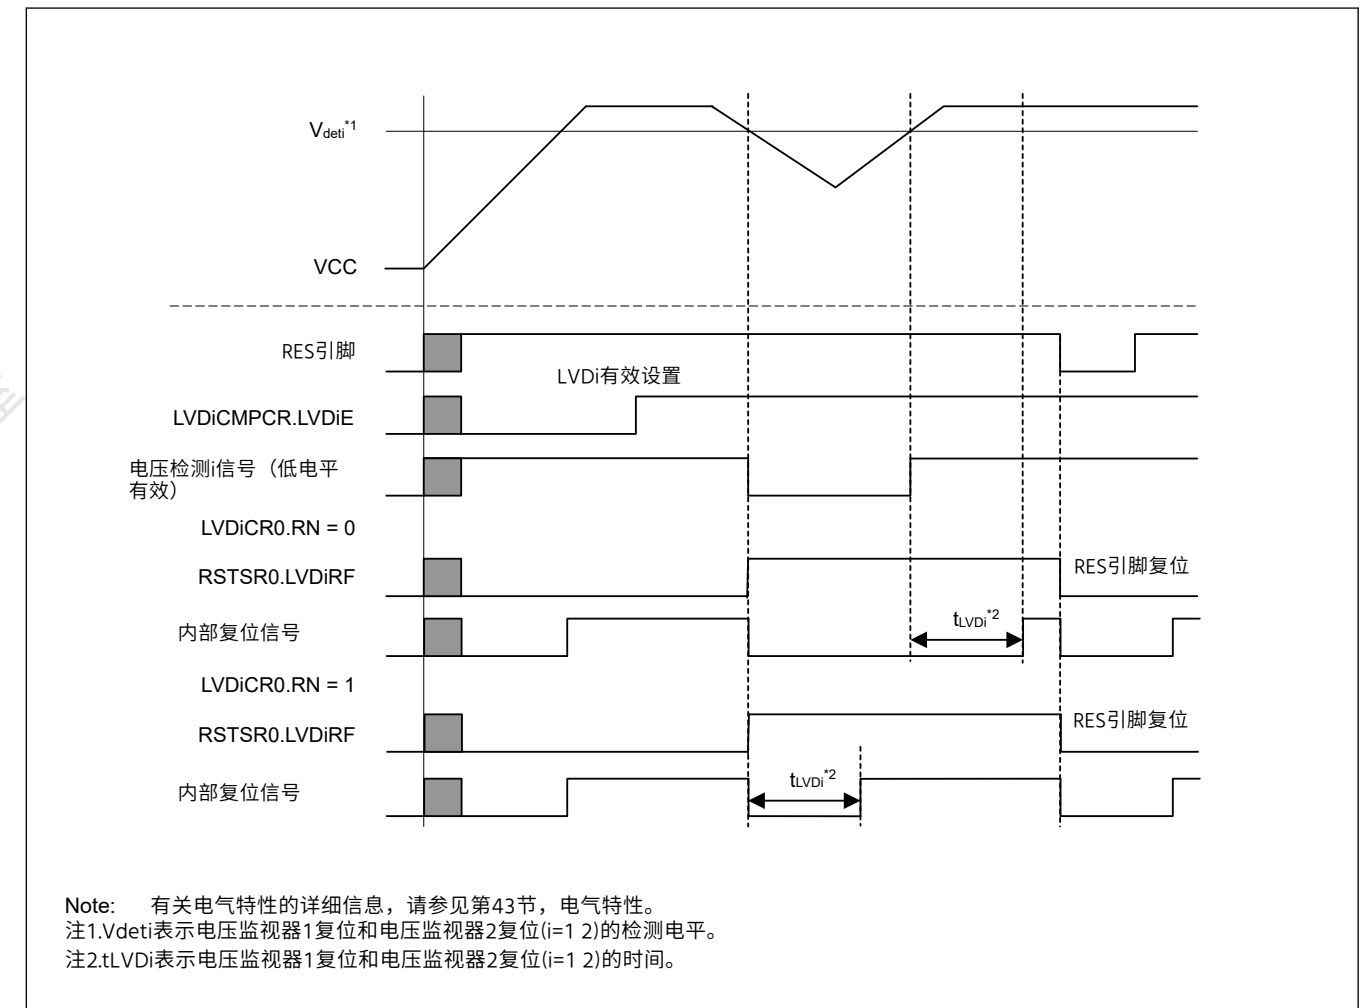 Vdeti*1
VCC
RES引脚
LVDi有效设置
LVDiCMPCR.LVDiE
电压检测i信号（低电平
有效）
LVDiCR0.RN = 0
RSTSR0.LVDiRF
RES引脚复位
内部复位信号
tLVDi*2
LVDiCR0.RN = 1
RSTSR0.LVDiRF
RES引脚复位
内部复位信号
tLVDi*2
Note: 有关电气特性的详细信息，请参见第43节，电气特性。
注1.Vdeti表示电压监视器1复位和电压监视器2复位(i=1 2)的检测电平。
注2.tLVDi表示电压监视器1复位和电压监视器2复位(i=1 2)的时间。